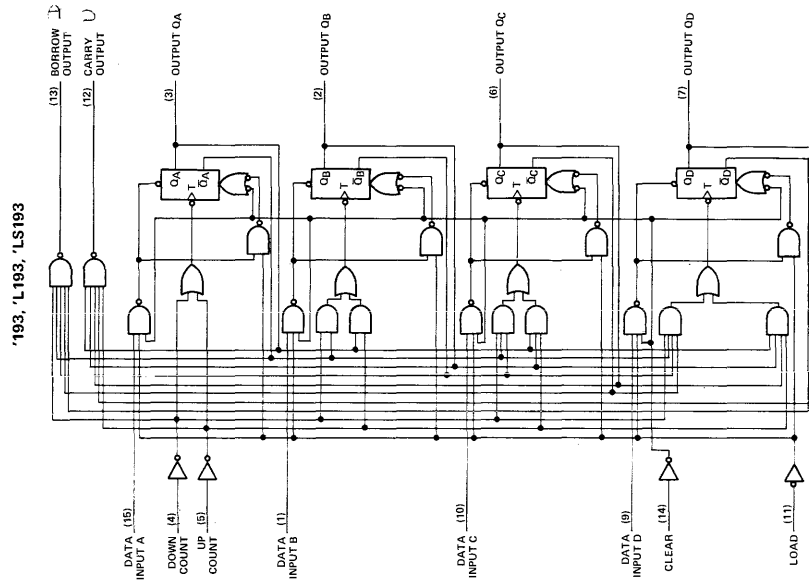 '193, 'L193, 'LS193
(13) BORROW OUTPUT D
(12) CARRY OUTPUT U
(3) OUTPUT QA
(2) OUTPUT QB
(6) OUTPUT QC
(7) OUTPUT QD
QA
T
Q̅A
QB
T
Q̅B
QC
T
Q̅C
QD
T
Q̅D
DATA INPUT A (15)
DOWN COUNT (4)
UP COUNT (5)
DATA INPUT B (1)
DATA INPUT C (10)
DATA INPUT D (9)
CLEAR (14)
LOAD (11)